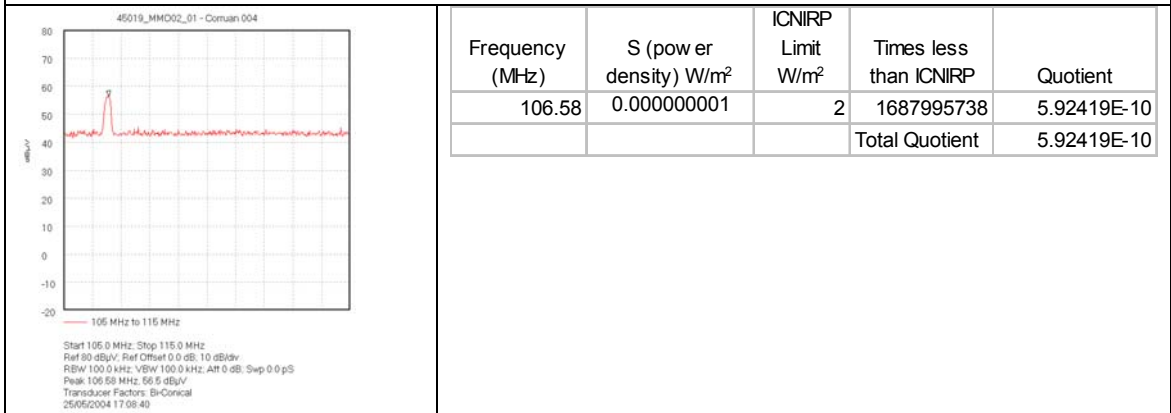 45019_MMO02_01 - Corruan 004
80
70
60
50
40
30
20
10
0
-10
-20
dBµV
105 MHz to 115 MHz
Start 105.0 MHz; Stop 115.0 MHz
Ref 80 dBµV; Ref Offset 0.0 dB; 10 dB/div
RBW 100.0 kHz; VBW 100.0 kHz; Att 0 dB; Swp 0.0 pS
Peak 106.58 MHz, 56.5 dBµV
Transducer Factors: Bi-Conical
25/05/2004 17:08:40
Frequency (MHz) S (pow er density) W/m² ICNIRP Limit W/m² Times less than ICNIRP Quotient
106.58 0.000000001 2 1687995738 5.92419E-10
Total Quotient 5.92419E-10